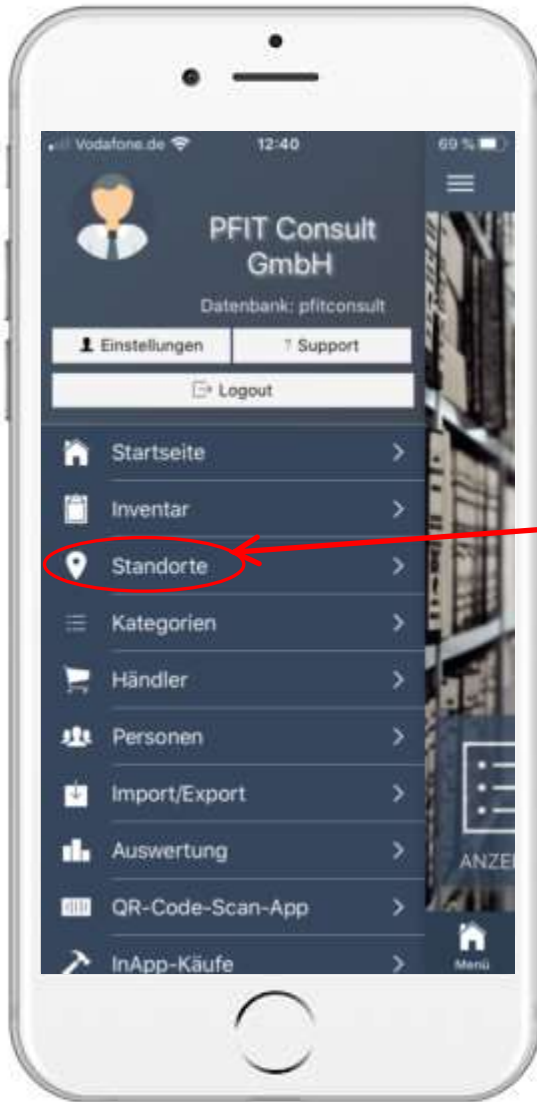 Vodafone.de 12:40 69 %
PFIT Consult
GmbH
Datenbank: pfitconsult
Einstellungen
? Support
Logout
Startseite
Inventar
Standorte
Kategorien
Händler
Personen
Import/Export
Auswertung
QR-Code-Scan-App
InApp-Käufe
ANZEI
Menü